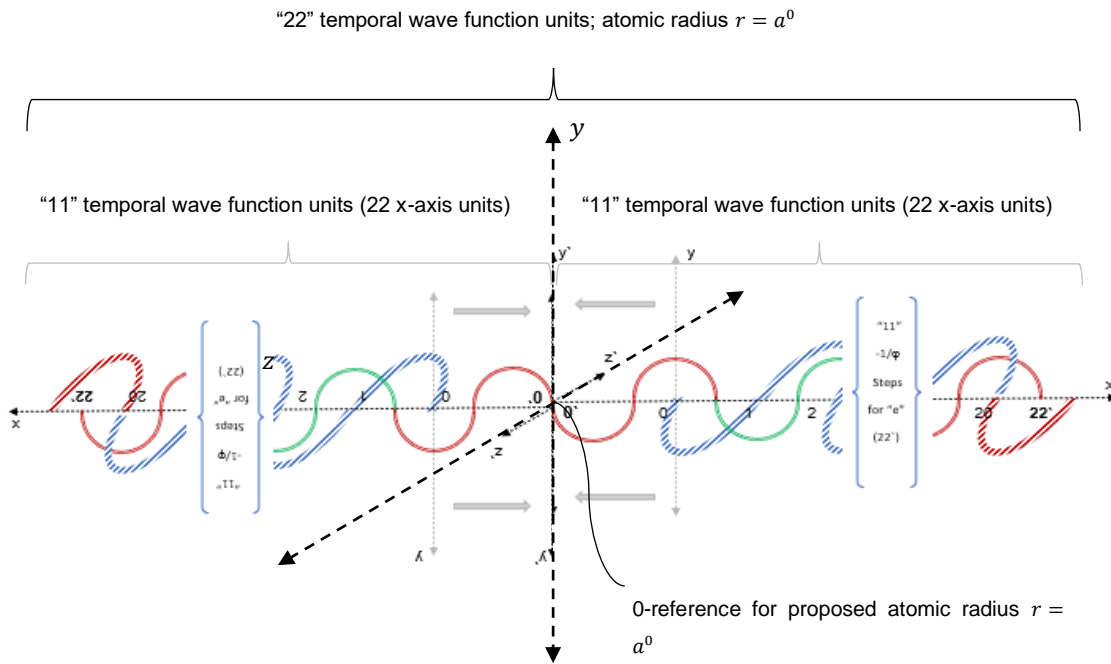 “22” temporal wave function units; atomic radius r = a⁰
y
“11” temporal wave function units (22 x-axis units)
“11” temporal wave function units (22 x-axis units)
y`
y
z
z`
x
22`
20
2
1
0
0`
0`
0
1
2
20
22`
x
“11”
-1/φ
Steps
for “e”
(22`)
“11”
-1/φ
Steps
for “e”
(22`)
z`
y
y`
y
0-reference for proposed atomic radius r =
a⁰